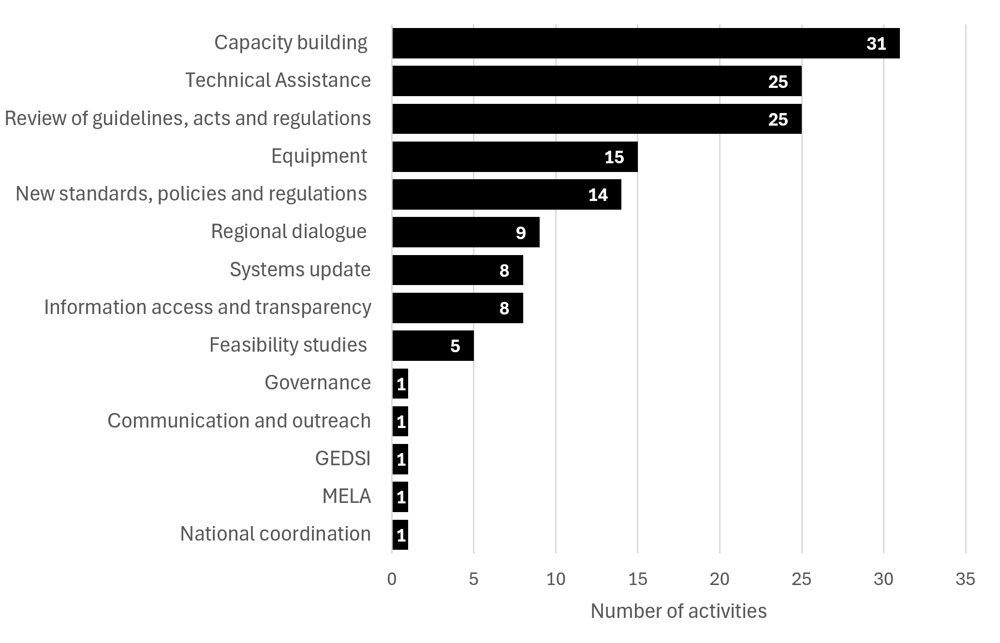 Capacity building 31
Technical Assistance 25
Review of guidelines, acts and regulations 25
Equipment 15
New standards, policies and regulations 14
Regional dialogue 9
Systems update 8
Information access and transparency 8
Feasibility studies 5
Governance 1
Communication and outreach 1
GEDSI 1
MELA 1
National coordination 1
0 5 10 15 20 25 30 35
Number of activities